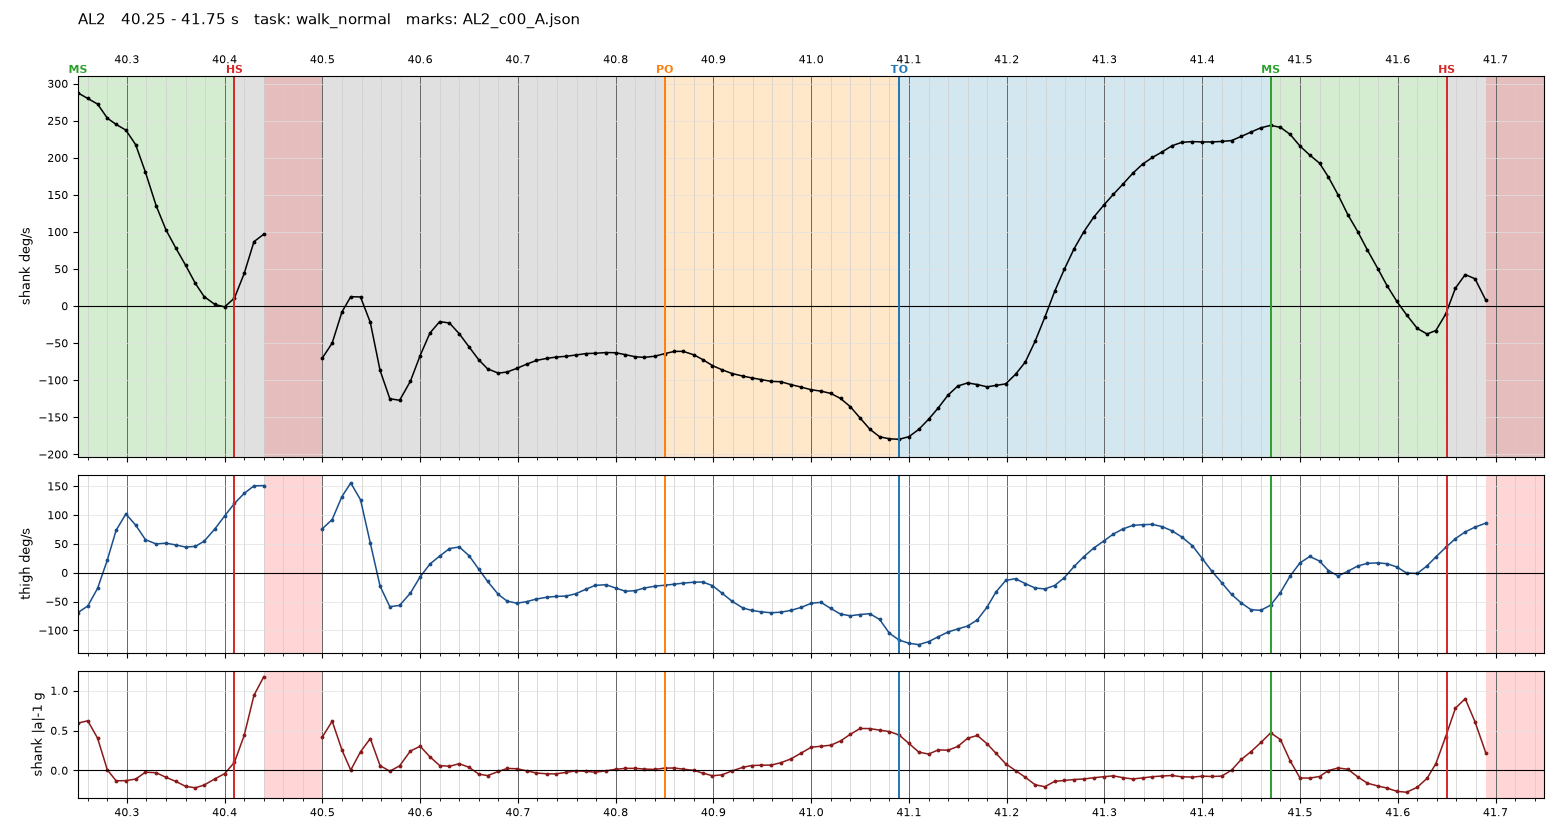 AL2 40.25 - 41.75 s task: walk_normal marks: AL2_c00_A.json
40.3 40.4 40.5 40.6 40.7 40.8 40.9 41.0 41.1 41.2 41.3 41.4 41.5 41.6 41.7
MS HS PO TO MS HS
300
250
200
150
100
50
0
−50
−100
−150
−200
shank deg/s
150
100
50
0
−50
−100
thigh deg/s
1.0
0.5
0.0
shank |a|-1 g
40.3 40.4 40.5 40.6 40.7 40.8 40.9 41.0 41.1 41.2 41.3 41.4 41.5 41.6 41.7